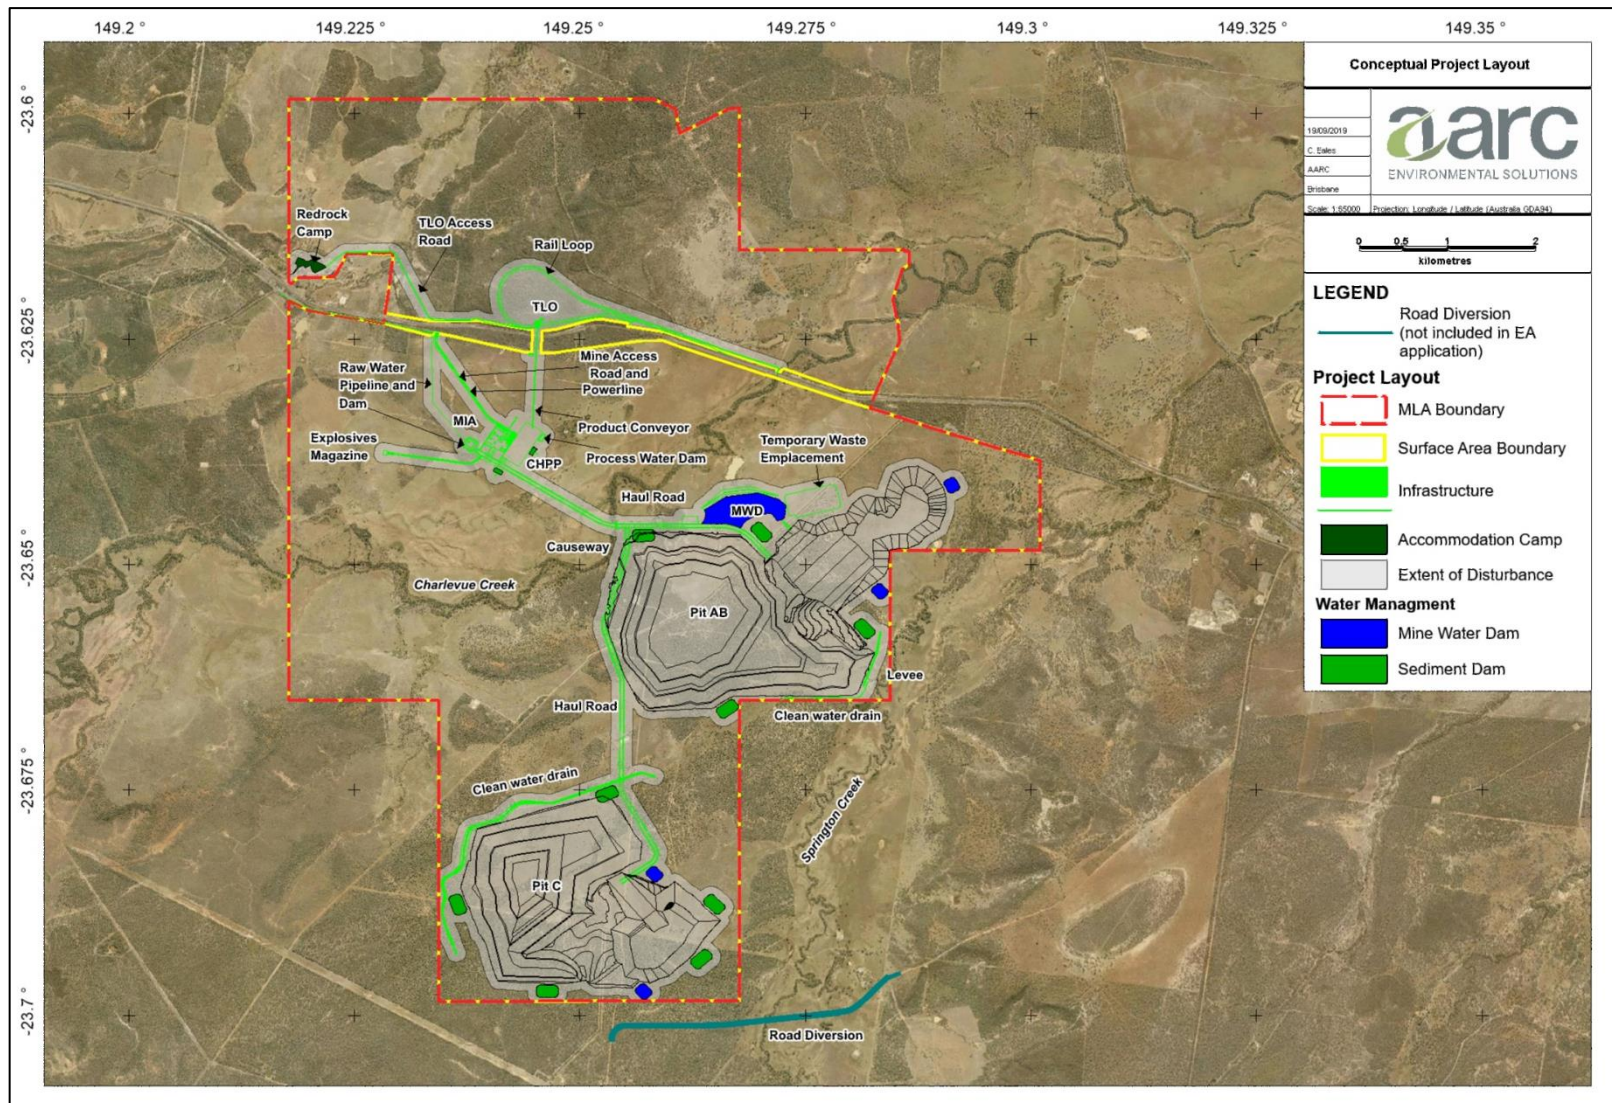 149.2 °
149.225 °
149.25 °
149.275 °
149.3 °
149.325 °
149.35 °
-23.6 °
-23.625 °
-23.65 °
-23.675 °
-23.7 °
Conceptual Project Layout
19/09/2019
C. Eales
AARC
Brisbane
Scale: 1:65000
Projection: Longitude / Latitude (Australia GDA94)
aarc
ENVIRONMENTAL SOLUTIONS
0 0.5 1 2
kilometres
LEGEND
Road Diversion
(not included in EA
application)
Project Layout
MLA Boundary
Surface Area Boundary
Infrastructure
Accommodation Camp
Extent of Disturbance
Water Managment
Mine Water Dam
Sediment Dam
Redrock
Camp
TLO Access
Road
Rail Loop
TLO
Raw Water
Pipeline and
Dam
Mine Access
Road and
Powerline
MIA
Product Conveyor
Explosives
Magazine
CHPP
Process Water Dam
Temporary Waste
Emplacement
Haul Road
MWD
Causeway
Charlevue Creek
Pit AB
Levee
Haul Road
Clean water drain
Clean water drain
Springton Creek
Pit C
Road Diversion